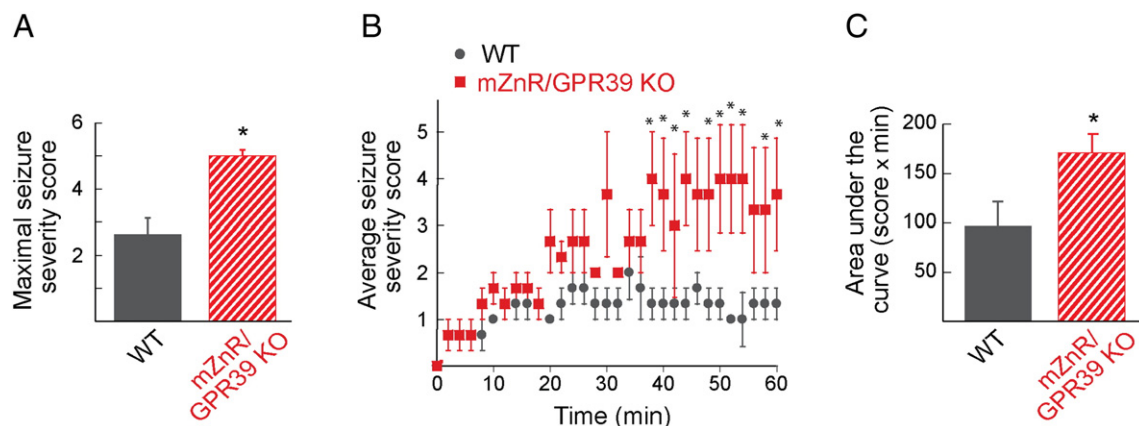 A
Maximal seizure
severity score
6
4
2
*
WT
mZnR/
GPR39 KO
B
WT
mZnR/GPR39 KO
Average seizure
severity score
5
4
3
2
1
* * * * * * * * * *
0 10 20 30 40 50 60
Time (min)
C
Area under the
curve (score x min)
200
150
100
50
*
WT
mZnR/
GPR39 KO